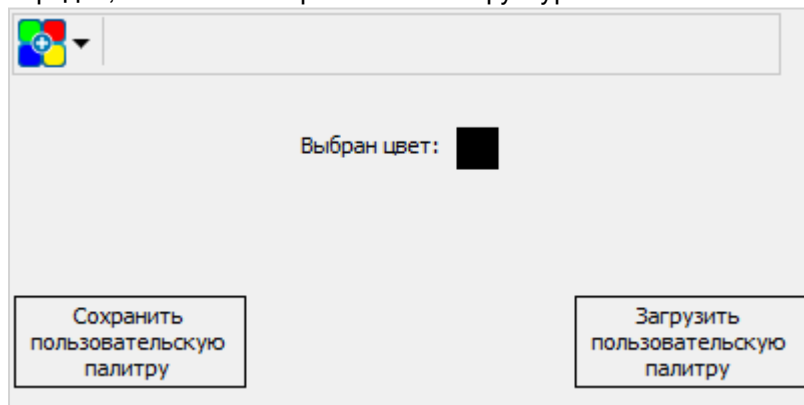 Выбран цвет:
Сохранить
пользовательскую
палитру
Загрузить
пользовательскую
палитру